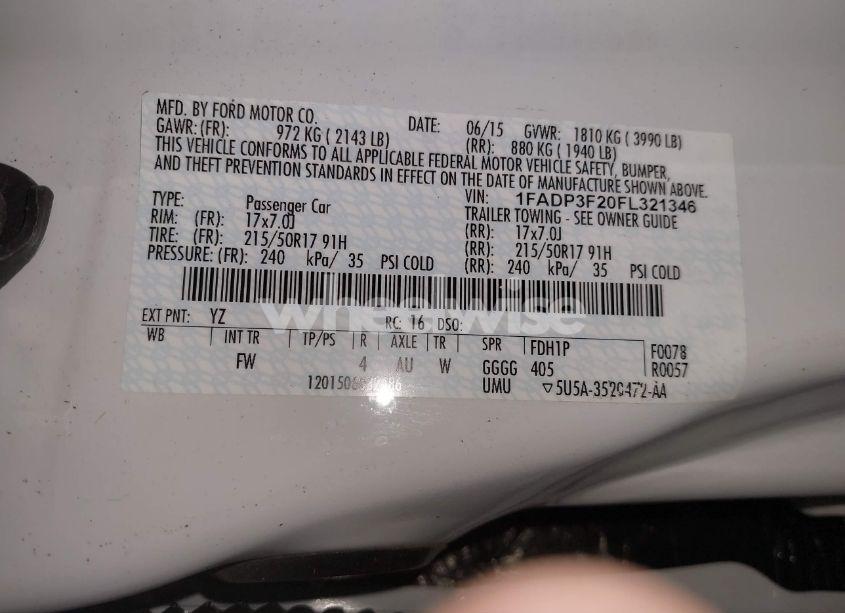 MFD. BY FORD MOTOR CO. DATE: 06/15 GVWR: 1810 KG ( 3990 LB)
GAWR: (FR): 972 KG ( 2143 LB) (RR): 880 KG ( 1940 LB)
THIS VEHICLE CONFORMS TO ALL APPLICABLE FEDERAL MOTOR VEHICLE SAFETY, BUMPER,
AND THEFT PREVENTION STANDARDS IN EFFECT ON THE DATE OF MANUFACTURE SHOWN ABOVE.
VIN: 1FADP3F20FL321346
TYPE: Passenger Car TRAILER TOWING - SEE OWNER GUIDE
RIM: (FR): 17x7.0J (RR): 17x7.0J
TIRE: (FR): 215/50R17 91H (RR): 215/50R17 91H
PRESSURE: (FR): 240 kPa/ 35 PSI COLD (RR): 240 kPa/ 35 PSI COLD
wheelwise
EXT PNT: YZ RC: 16 DSO:
WB INT TR TP/PS R AXLE TR SPR FDH1P F0078
FW 4 AU W GGGG 405 R0057
UMU ▽5U5A-3520472-AA